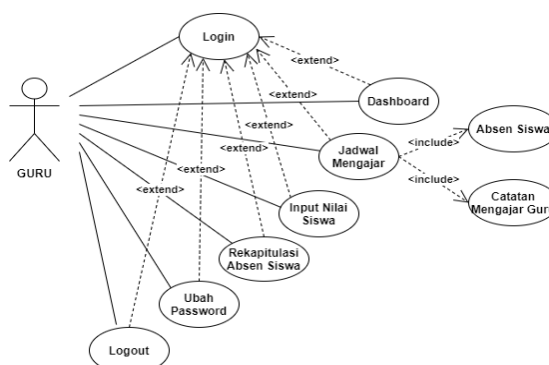 Login
<extend>
Dashboard
<extend>
Absen Siswa
<extend>
<include>
Jadwal
Mengajar
<extend>
GURU
<include>
<extend>
<extend>
Catatan
Mengajar Guru
Input Nilai
Siswa
Rekapitulasi
Absen Siswa
Ubah
Password
Logout